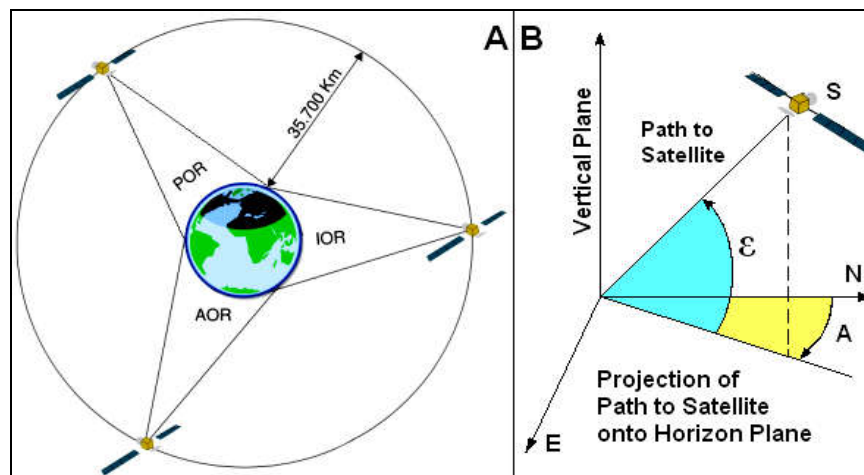 A
35.700 Km
POR
IOR
AOR
B
Vertical Plane
S
Path to
Satellite
ε
N
A
Projection of
Path to Satellite
onto Horizon Plane
E